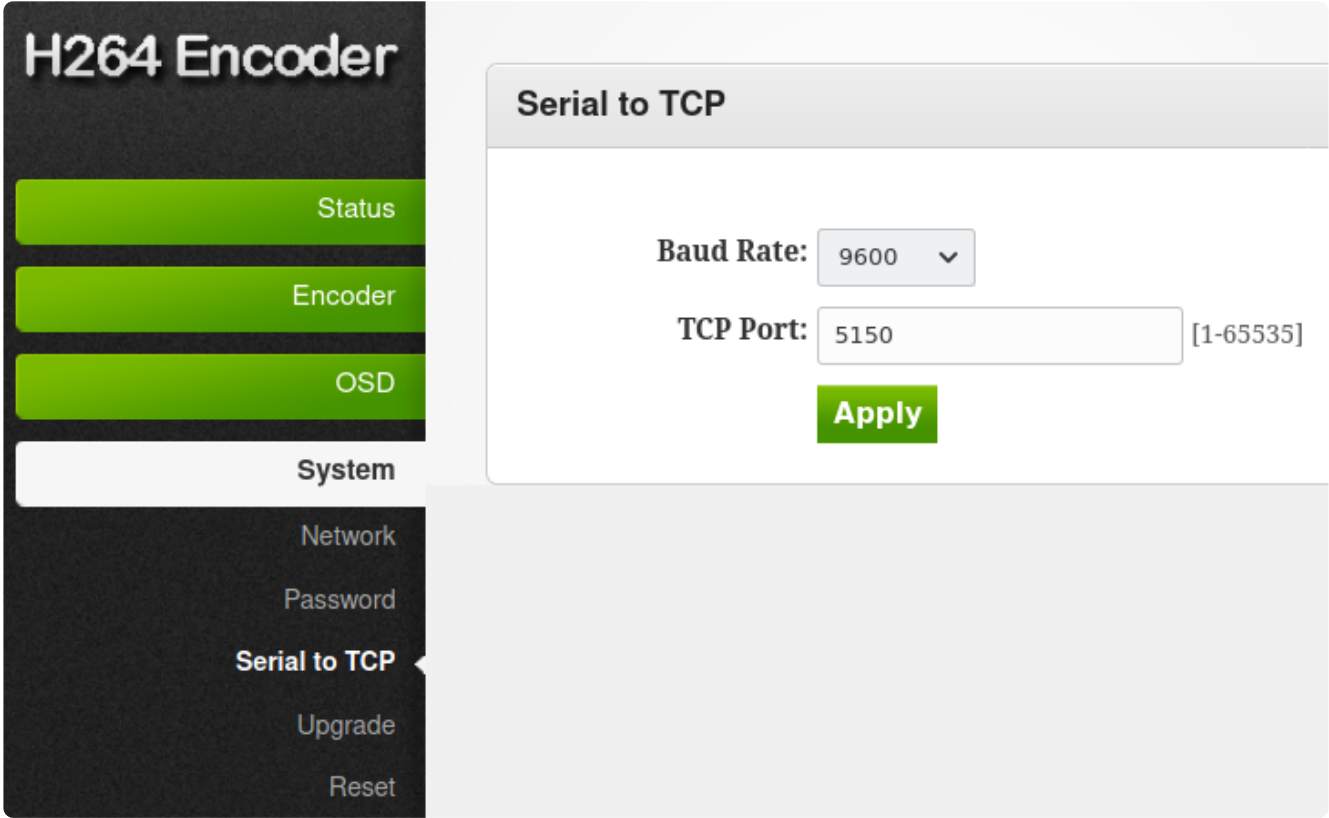 H264 Encoder
Status
Encoder
OSD
System
Network
Password
Serial to TCP
Upgrade
Reset
Serial to TCP
Baud Rate: 9600
TCP Port: 5150 [1-65535]
Apply